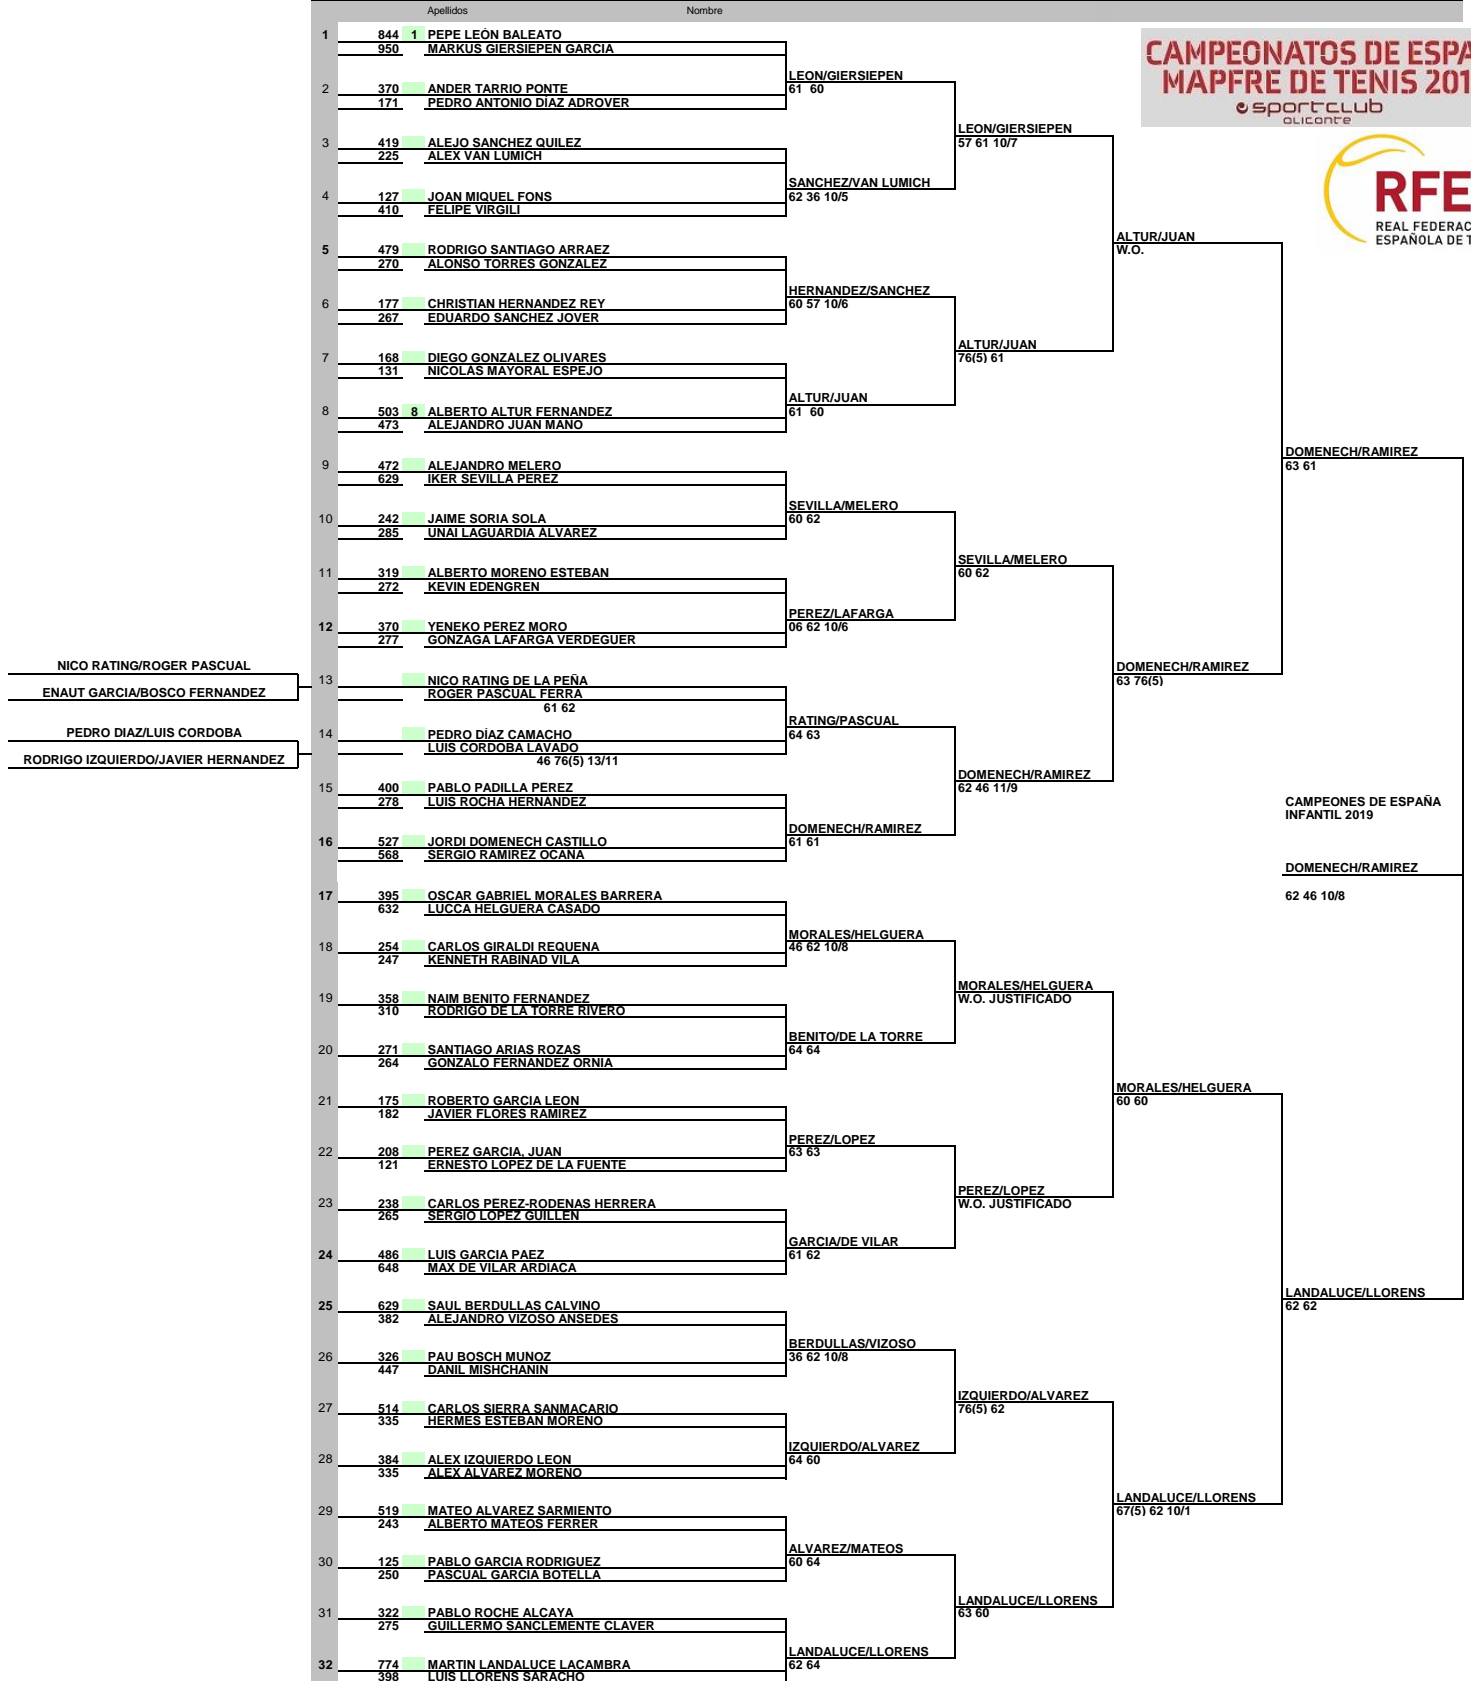 Apellidos Nombre
CAMPEONATOS DE ESPA
MAPFRE DE TENIS 201
sportclub
alicante
RFE
REAL FEDERAC
ESPAÑOLA DE T
1 844 1 PEPE LEÓN BALEATO
950 MARKUS GIERSIEPEN GARCIA
LEON/GIERSIEPEN
61 60
2 370 ANDER TARRIO PONTE
171 PEDRO ANTONIO DÍAZ ADROVER
LEON/GIERSIEPEN
57 61 10/7
3 419 ALEJO SANCHEZ QUILEZ
225 ALEX VAN LUMICH
SANCHEZ/VAN LUMICH
62 36 10/5
4 127 JOAN MIQUEL FONS
410 FELIPE VIRGILI
ALTUR/JUAN
W.O.
5 479 RODRIGO SANTIAGO ARRAEZ
270 ALONSO TORRES GONZALEZ
HERNANDEZ/SANCHEZ
60 57 10/6
6 177 CHRISTIAN HERNANDEZ REY
267 EDUARDO SANCHEZ JOVER
ALTUR/JUAN
76(5) 61
7 168 DIEGO GONZALEZ OLIVARES
131 NICOLÁS MAYORAL ESPEJO
ALTUR/JUAN
61 60
8 503 8 ALBERTO ALTUR FERNANDEZ
473 ALEJANDRO JUAN MANO
DOMENECH/RAMIREZ
63 61
9 472 ALEJANDRO MELERO
629 IKER SEVILLA PEREZ
SEVILLA/MELERO
60 62
10 242 JAIME SORIA SOLA
285 UNAI LAGUARDIA ALVAREZ
SEVILLA/MELERO
60 62
11 319 ALBERTO MORENO ESTEBAN
272 KEVIN EDENGREN
PEREZ/LAFARGA
06 62 10/6
12 370 YENEKO PEREZ MORO
277 GONZAGA LAFARGA VERDEGUER
NICO RATING/ROGER PASCUAL
ENAUT GARCIA/BOSCO FERNANDEZ
DOMENECH/RAMIREZ
63 76(5)
13 NICO RATING DE LA PEÑA
ROGER PASCUAL FERRA
61 62
RATING/PASCUAL
64 63
PEDRO DIAZ/LUIS CORDOBA
RODRIGO IZQUIERDO/JAVIER HERNANDEZ
14 PEDRO DÍAZ CAMACHO
LUIS CORDOBA LAVADO
46 76(5) 13/11
DOMENECH/RAMIREZ
62 46 11/9
15 400 PABLO PADILLA PÉREZ
278 LUIS ROCHA HERNÁNDEZ
CAMPEONES DE ESPAÑA
INFANTIL 2019
DOMENECH/RAMIREZ
61 61
16 527 JORDI DOMENECH CASTILLO
568 SERGIO RAMIREZ OCAÑA
DOMENECH/RAMIREZ
62 46 10/8
17 395 OSCAR GABRIEL MORALES BARRERA
632 LUCCA HELGUERA CASADO
MORALES/HELGUERA
46 62 10/8
18 254 CARLOS GIRALDI REQUENA
247 KENNETH RABINAD VILA
MORALES/HELGUERA
W.O. JUSTIFICADO
19 358 NAIM BENITO FERNANDEZ
310 RODRIGO DE LA TORRE RIVERO
BENITO/DE LA TORRE
64 64
20 271 SANTIAGO ARIAS ROZAS
264 GONZALO FERNANDEZ ORNIA
MORALES/HELGUERA
60 60
21 175 ROBERTO GARCIA LEON
182 JAVIER FLORES RAMIREZ
PEREZ/LOPEZ
63 63
22 208 PEREZ GARCIA, JUAN
121 ERNESTO LOPEZ DE LA FUENTE
PEREZ/LOPEZ
W.O. JUSTIFICADO
23 238 CARLOS PÉREZ-RODENAS HERRERA
265 SERGIO LOPEZ GUILLEN
GARCIA/DE VILAR
61 62
24 486 LUIS GARCIA PAEZ
648 MAX DE VILAR ARDIACA
LANDALUCE/LLORENS
62 62
25 629 SAUL BERDULLAS CALVINO
382 ALEJANDRO VIZOSO ANSEDES
BERDULLAS/VIZOSO
36 62 10/8
26 326 PAU BOSCH MUNOZ
447 DANIL MISHCHANIN
IZQUIERDO/ALVAREZ
76(5) 62
27 514 CARLOS SIERRA SANMACARIO
335 HERMES ESTEBAN MORENO
IZQUIERDO/ALVAREZ
64 60
28 384 ALEX IZQUIERDO LEON
335 ALEX ALVAREZ MORENO
LANDALUCE/LLORENS
67(5) 62 10/1
29 519 MATEO ALVAREZ SARMIENTO
243 ALBERTO MATEOS FERRER
ALVAREZ/MATEOS
60 64
30 125 PABLO GARCIA RODRIGUEZ
250 PASCUAL GARCIA BOTELLA
LANDALUCE/LLORENS
63 60
31 322 PABLO ROCHE ALCAYA
275 GUILLERMO SANCLEMENTE CLAVER
LANDALUCE/LLORENS
62 64
32 774 MARTIN LANDALUCE LACAMBRA
398 LUIS LLORENS SARACHO